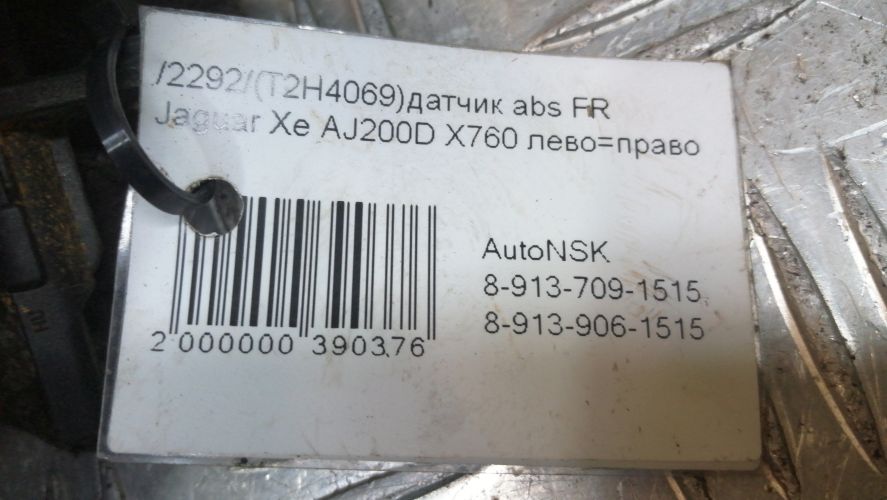 /2292/(T2H4069)датчик abs FR
Jaguar Xe AJ200D X760 лево=право
AutoNSK
8-913-709-1515,
8-913-906-1515
2 000000 390376